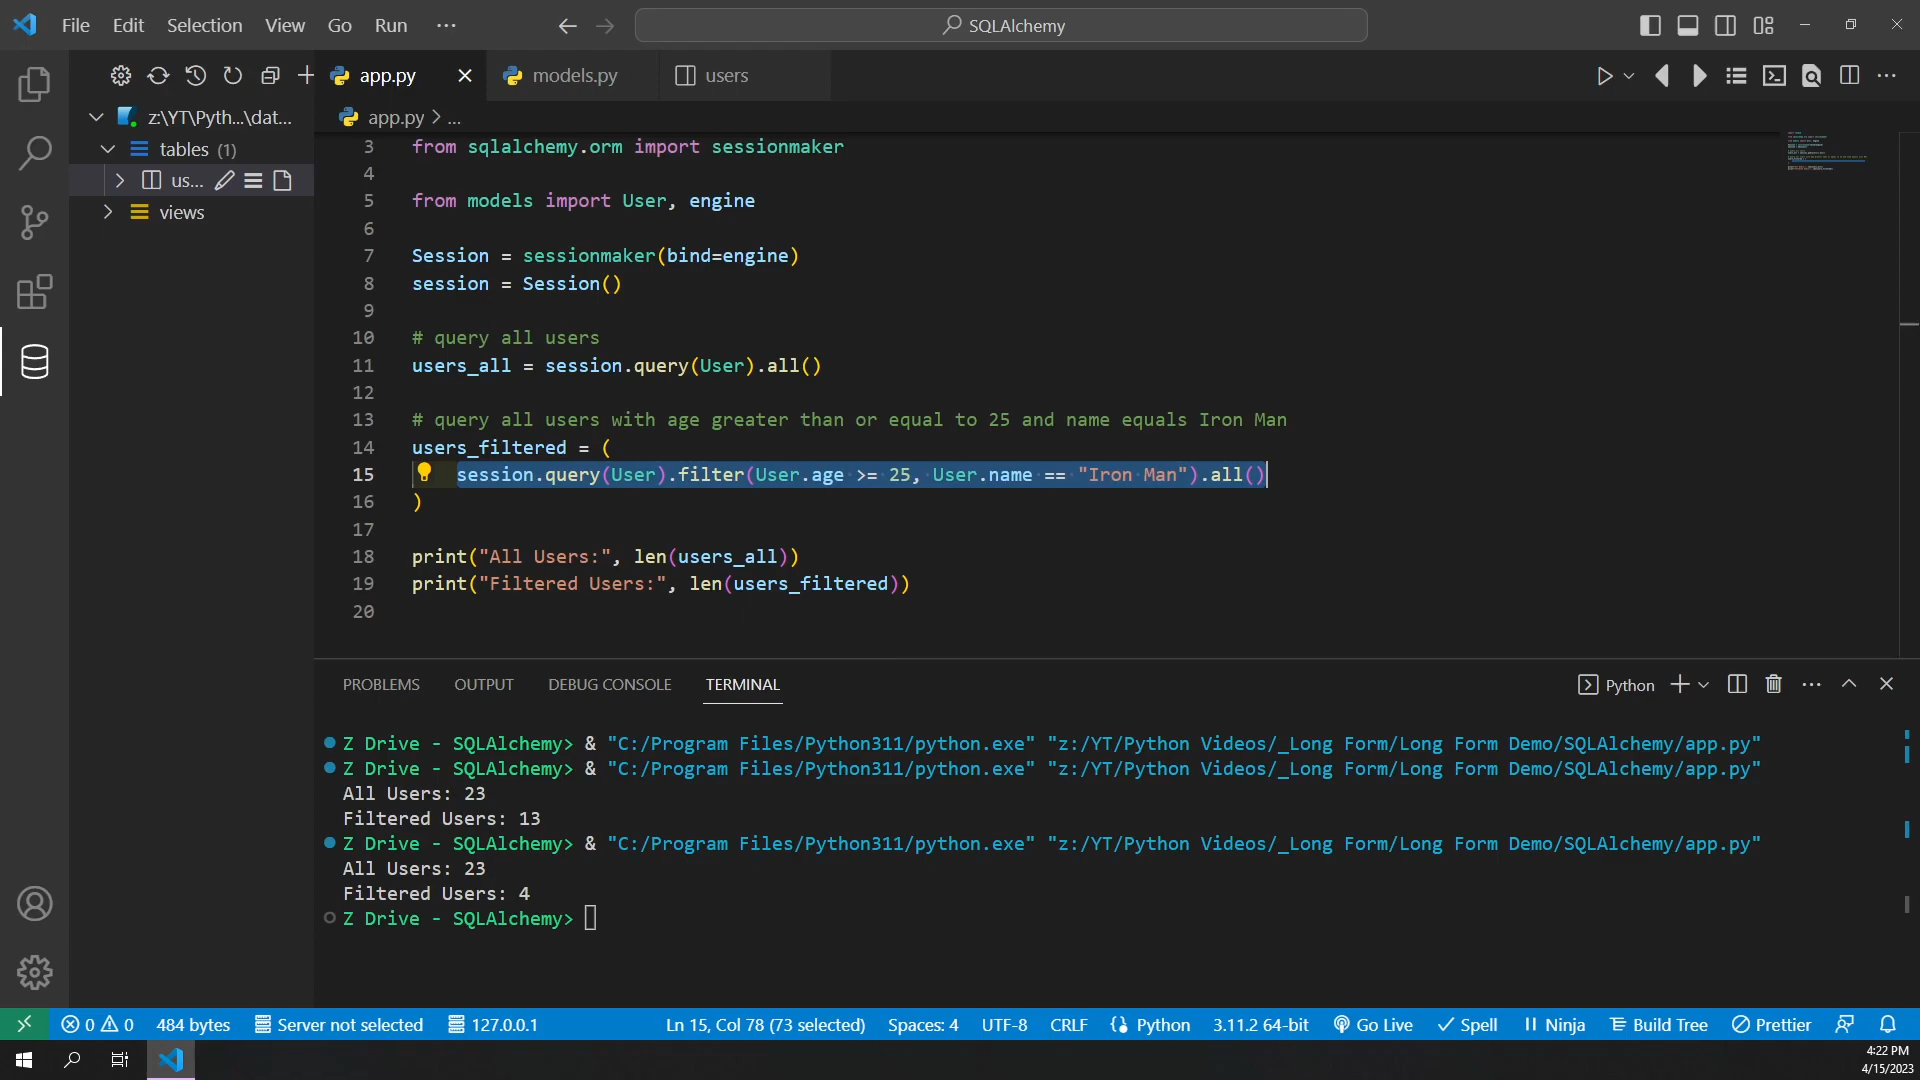 File Edit Selection View Go Run ··· SQLAlchemy
app.py models.py users
z:\YT\Pyth...\dat...
tables (1)
us...
views
app.py > ...
3 from sqlalchemy.orm import sessionmaker
4
5 from models import User, engine
6
7 Session = sessionmaker(bind=engine)
8 session = Session()
9
10 # query all users
11 users_all = session.query(User).all()
12
13 # query all users with age greater than or equal to 25 and name equals Iron Man
14 users_filtered = (
15 session.query(User).filter(User.age >= 25, User.name == "Iron Man").all()
16 )
17
18 print("All Users:", len(users_all))
19 print("Filtered Users:", len(users_filtered))
20
PROBLEMS OUTPUT DEBUG CONSOLE TERMINAL Python
Z Drive - SQLAlchemy> & "C:/Program Files/Python311/python.exe" "z:/YT/Python Videos/_Long Form/Long Form Demo/SQLAlchemy/app.py"
Z Drive - SQLAlchemy> & "C:/Program Files/Python311/python.exe" "z:/YT/Python Videos/_Long Form/Long Form Demo/SQLAlchemy/app.py"
All Users: 23
Filtered Users: 13
Z Drive - SQLAlchemy> & "C:/Program Files/Python311/python.exe" "z:/YT/Python Videos/_Long Form/Long Form Demo/SQLAlchemy/app.py"
All Users: 23
Filtered Users: 4
Z Drive - SQLAlchemy>
0 0 484 bytes Server not selected 127.0.0.1 Ln 15, Col 78 (73 selected) Spaces: 4 UTF-8 CRLF Python 3.11.2 64-bit Go Live Spell Ninja Build Tree Prettier
4:22 PM
4/15/2023